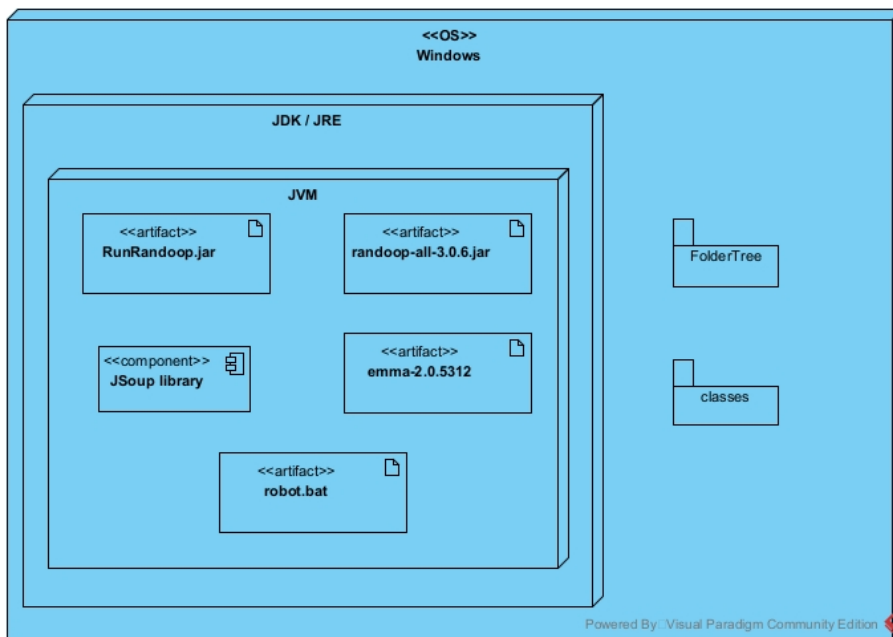 <<OS>>
Windows
JDK / JRE
JVM
<<artifact>>
RunRandoop.jar
<<artifact>>
randoop-all-3.0.6.jar
FolderTree
<<component>>
JSoup library
<<artifact>>
emma-2.0.5312
classes
<<artifact>>
robot.bat
Powered By Visual Paradigm Community Edition